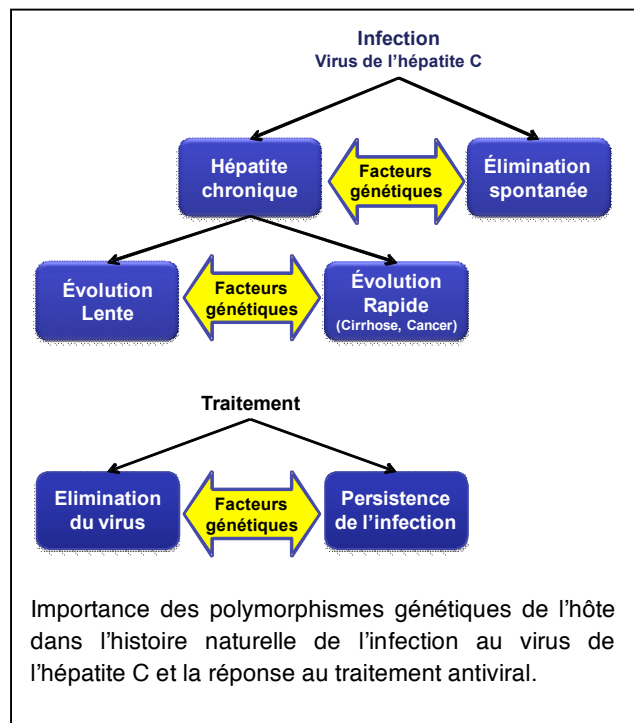 Infection
Virus de l'hépatite C
Hépatite
chronique
Facteurs
génétiques
Élimination
spontanée
Évolution
Lente
Facteurs
génétiques
Évolution
Rapide
(Cirrhose, Cancer)
Traitement
Elimination
du virus
Facteurs
génétiques
Persistence
de l'infection
Importance des polymorphismes génétiques de l'hôte
dans l'histoire naturelle de l'infection au virus de
l'hépatite C et la réponse au traitement antiviral.